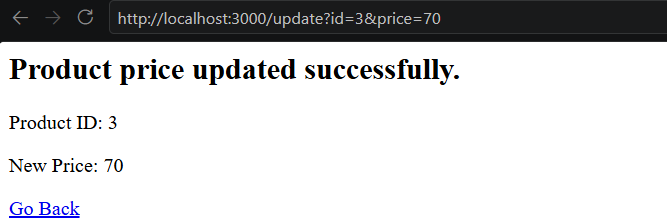 http://localhost:3000/update?id=3&price=70
Product price updated successfully.
Product ID: 3
New Price: 70
Go Back